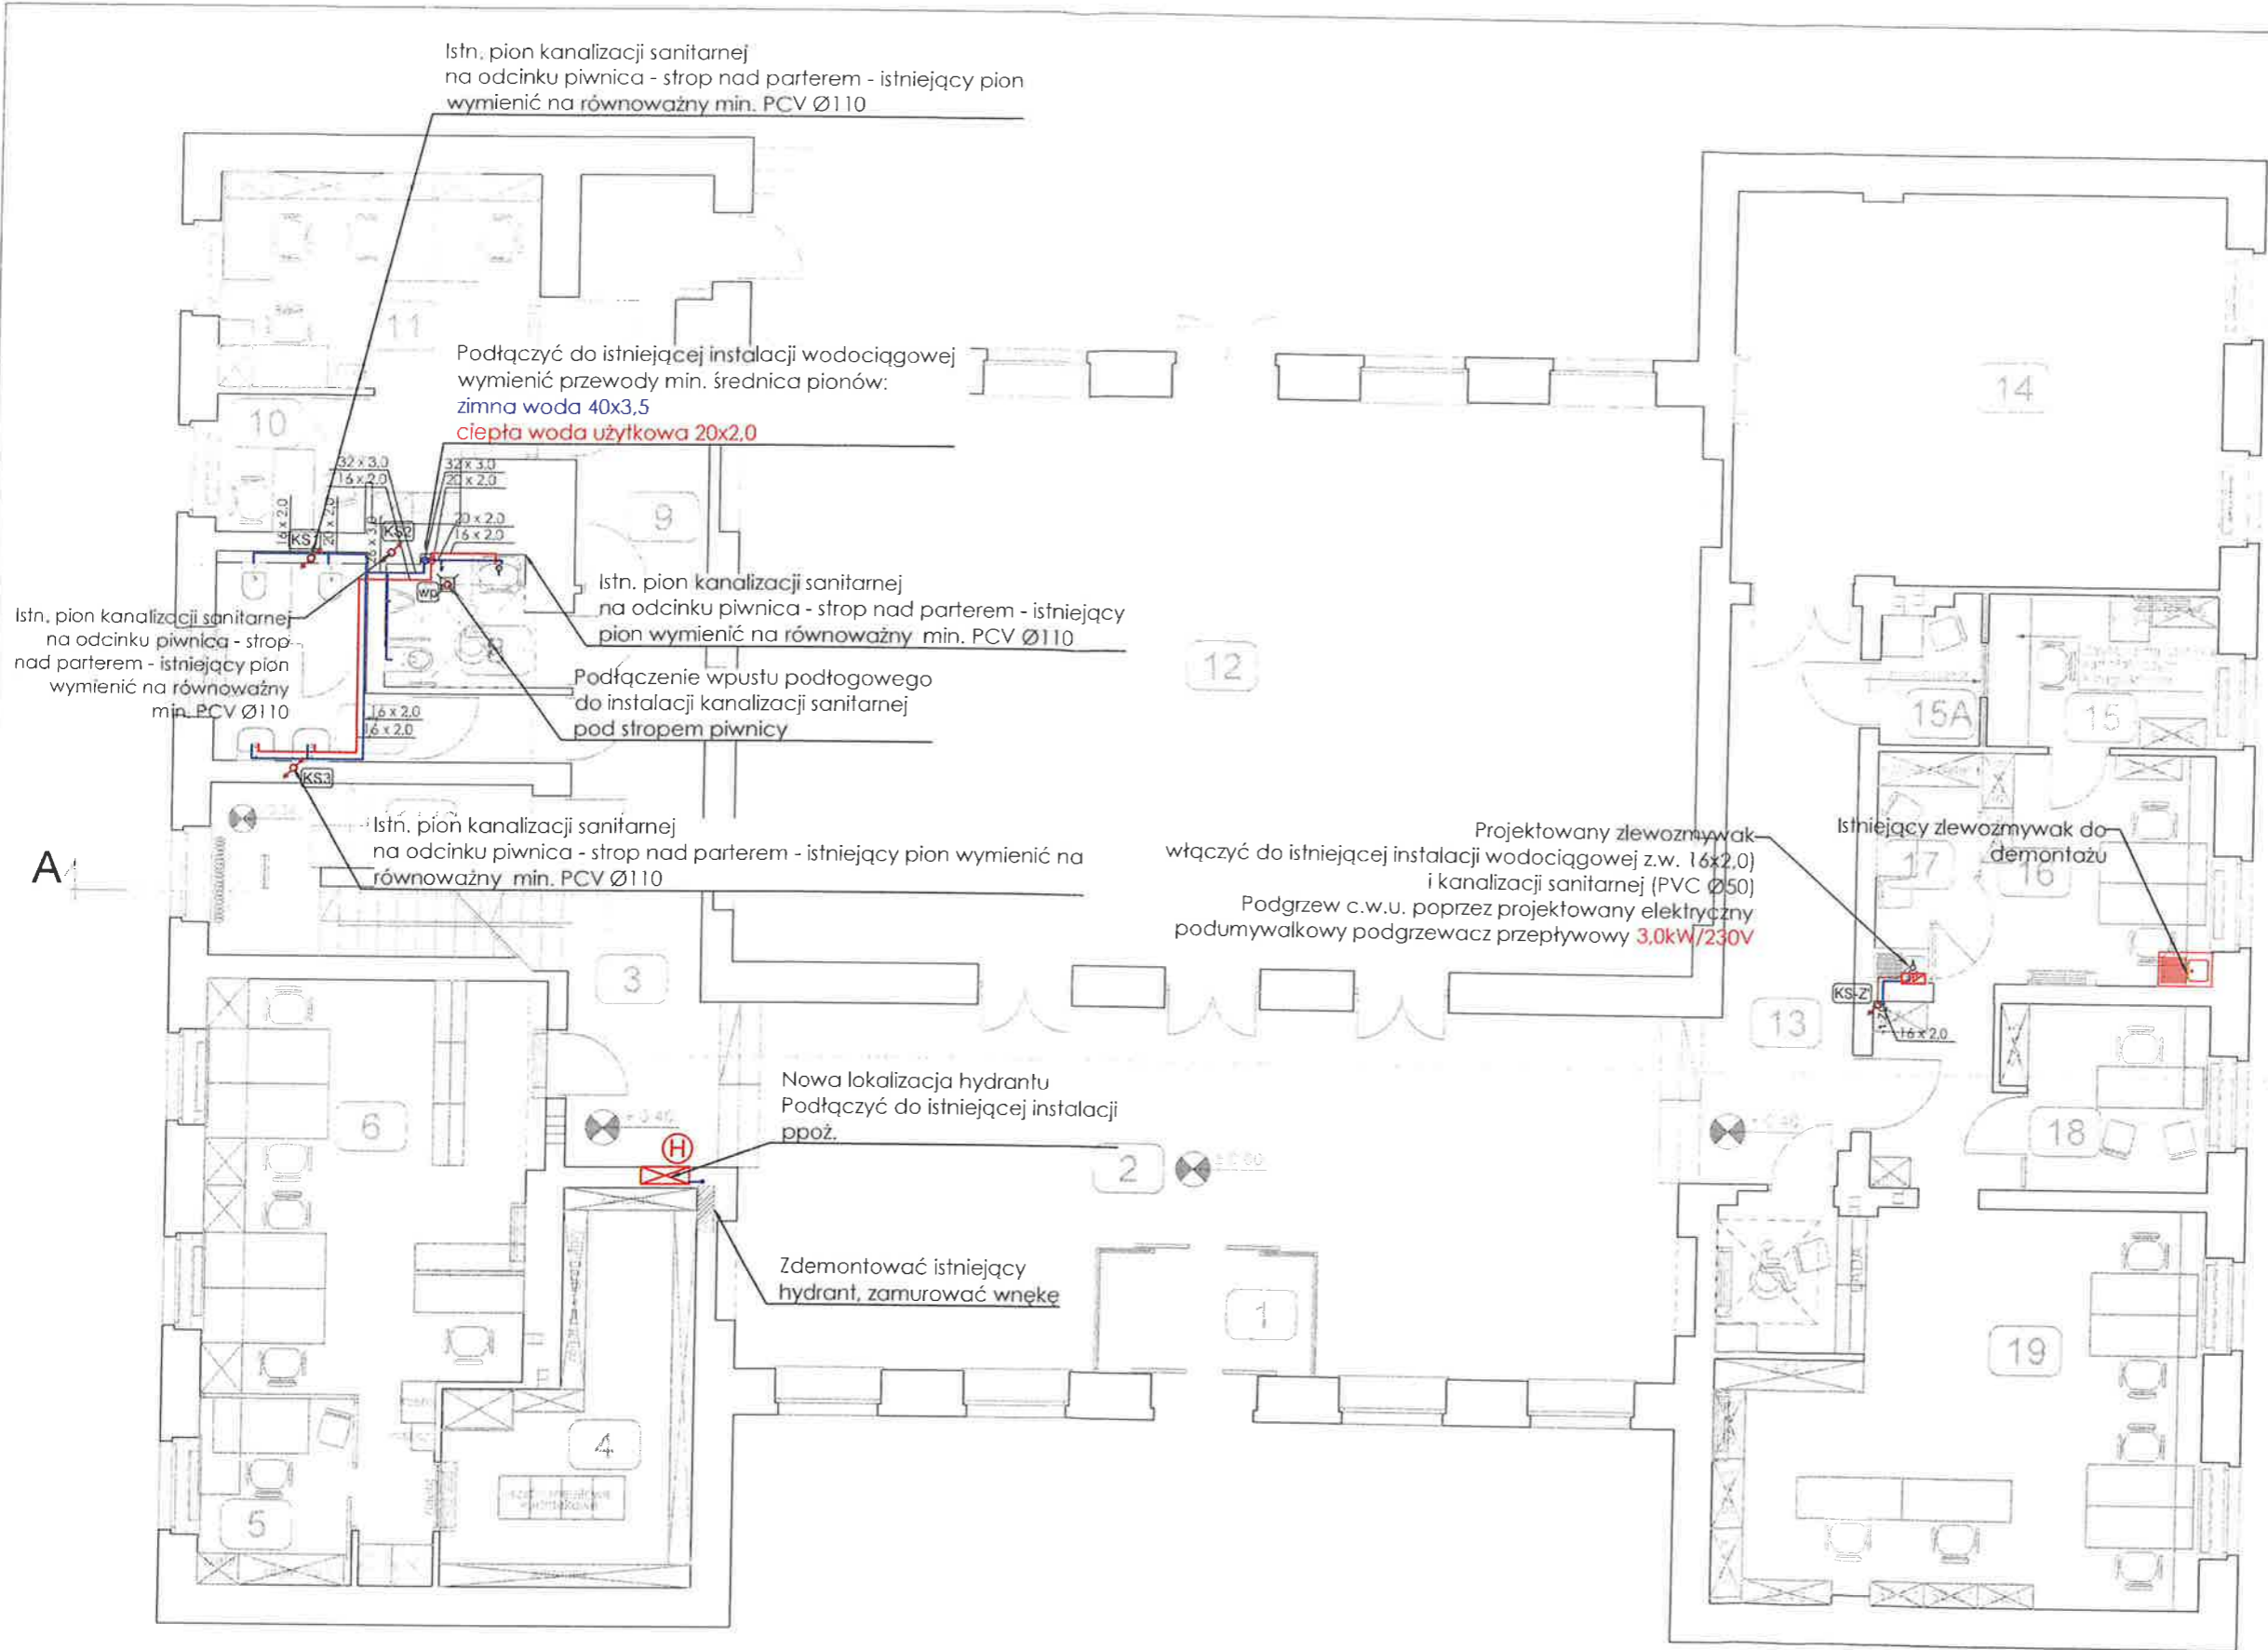 Istn. pion kanalizacji sanitarnej
na odcinku piwnica - strop nad parterem - istniejący pion
wymienić na równoważny min. PCV Ø110
11
Podłączyć do istniejącej instalacji wodociągowej
wymienić przewody min. średnica pionów:
zimna woda 40x3,5
ciepła woda użytkowa 20x2,0
14
10
32 x 3,0
16 x 2,0
32 x 3,0
20 x 2,0
16 x 2,0
20 x 2,0
26 x 3,0
20 x 2,0
16 x 2,0
9
KS1
KS2
wp
Istn. pion kanalizacji sanitarnej
na odcinku piwnica - strop nad parterem - istniejący
pion wymienić na równoważny min. PCV Ø110
Istn. pion kanalizacji sanitarnej
na odcinku piwnica - strop
nad parterem - istniejący pion
wymienić na równoważny
min. PCV Ø110
12
Podłączenie wpustu podłogowego
do instalacji kanalizacji sanitarnej
pod stropem piwnicy
15A
15
16 x 2,0
16 x 2,0
KS3
Istn. pion kanalizacji sanitarnej
na odcinku piwnica - strop nad parterem - istniejący pion wymienić na
równoważny min. PCV Ø110
A
Projektowany zlewozmywak
włączyć do istniejącej instalacji wodociągowej z.w. 16x2,0)
i kanalizacji sanitarnej (PVC Ø50)
Podgrzew c.w.u. poprzez projektowany elektryczny
podumywalkowy podgrzewacz przepływowy 3,0kW/230V
Istniejący zlewozmywak do
demontażu
17
16
3
KS-Z
13
16 x 2,0
Nowa lokalizacja hydrantu
Podłączyć do istniejącej instalacji
ppoż.
6
H
2
18
Zdemontować istniejący
hydrant, zamurować wnękę
1
19
4
5